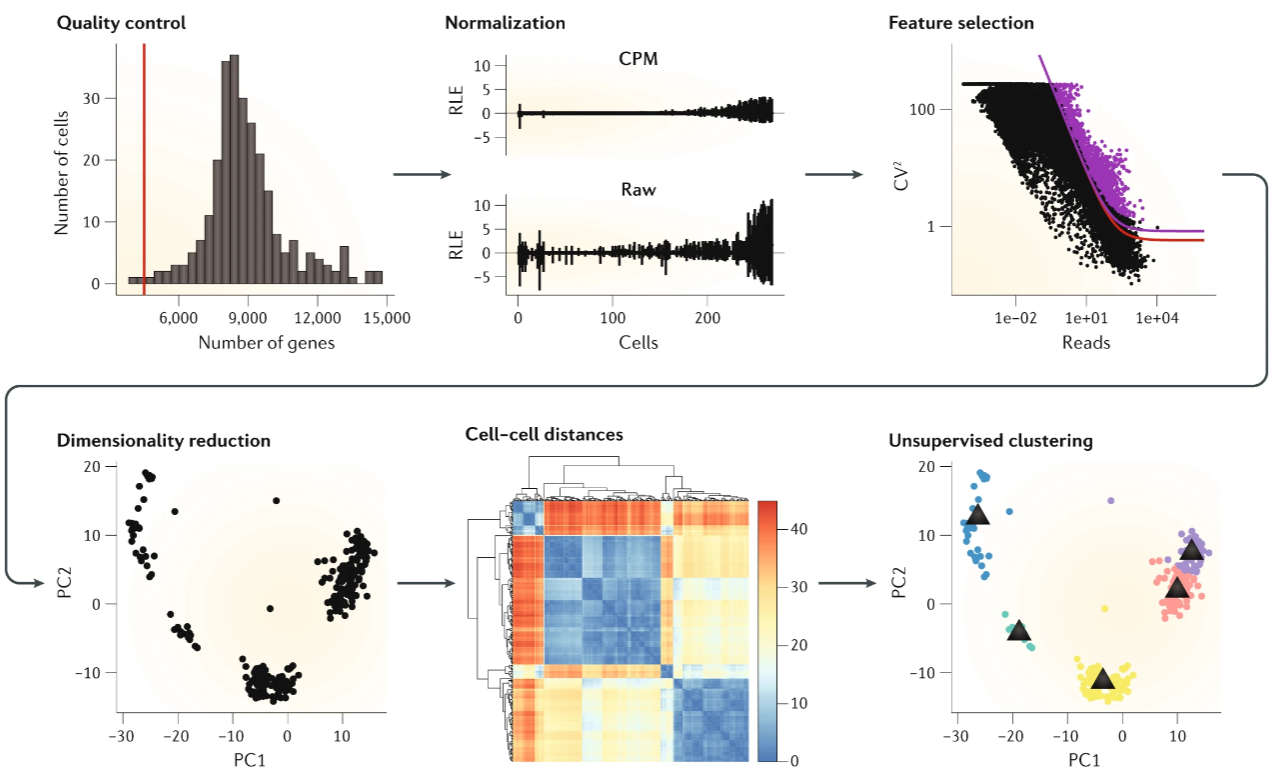 Quality control
Number of cells
30
20
10
0
6,000 9,000 12,000 15,000
Number of genes
Normalization
CPM
RLE
10
5
0
−5
Raw
RLE
10
5
0
−5
0 100 200
Cells
Feature selection
CV²
100
1
1e−02 1e+01 1e+04
Reads
Dimensionality reduction
PC2
20
10
0
−10
−30 −20 −10 0 10
PC1
Cell–cell distances
40
30
20
10
0
Unsupervised clustering
PC2
20
10
0
−10
−30 −20 −10 0 10
PC1